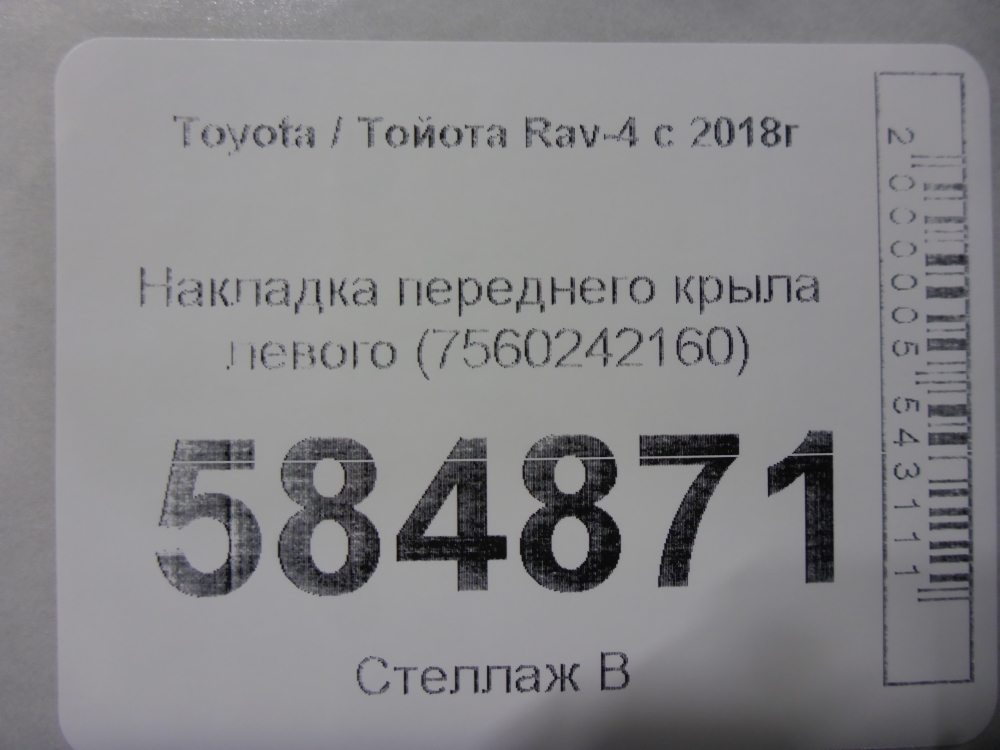 Toyota / Тойота Rav-4 с 2018г
Накладка переднего крыла
левого (7560242160)
584871
Стеллаж В
2000005543111